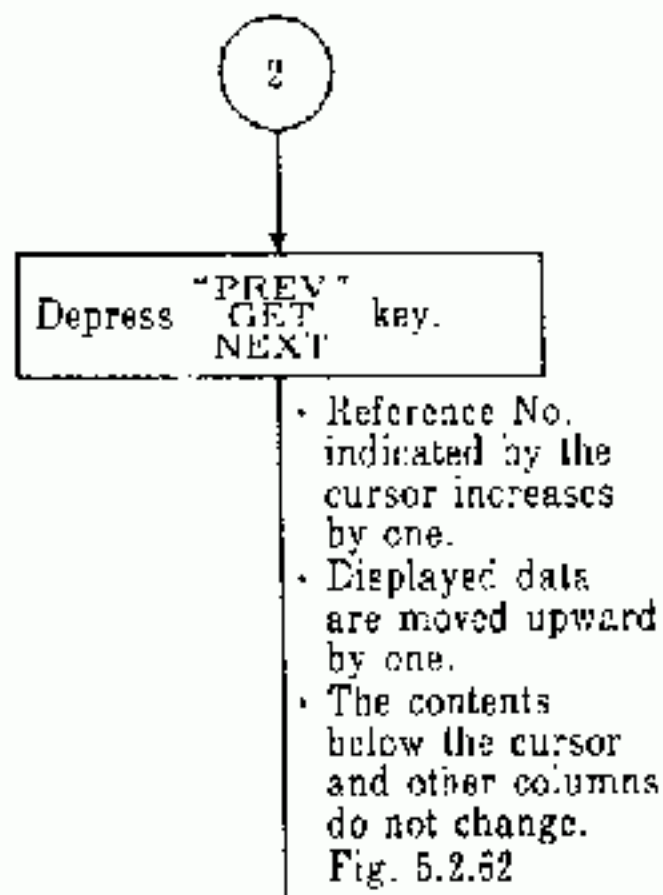 2
Depress "PREV" GET NEXT key.
• Reference No.
indicated by the
cursor increases
by one.
• Displayed data
are moved upward
by one.
• The contents
below the cursor
and other columns
do not change.
Fig. 5.2.62